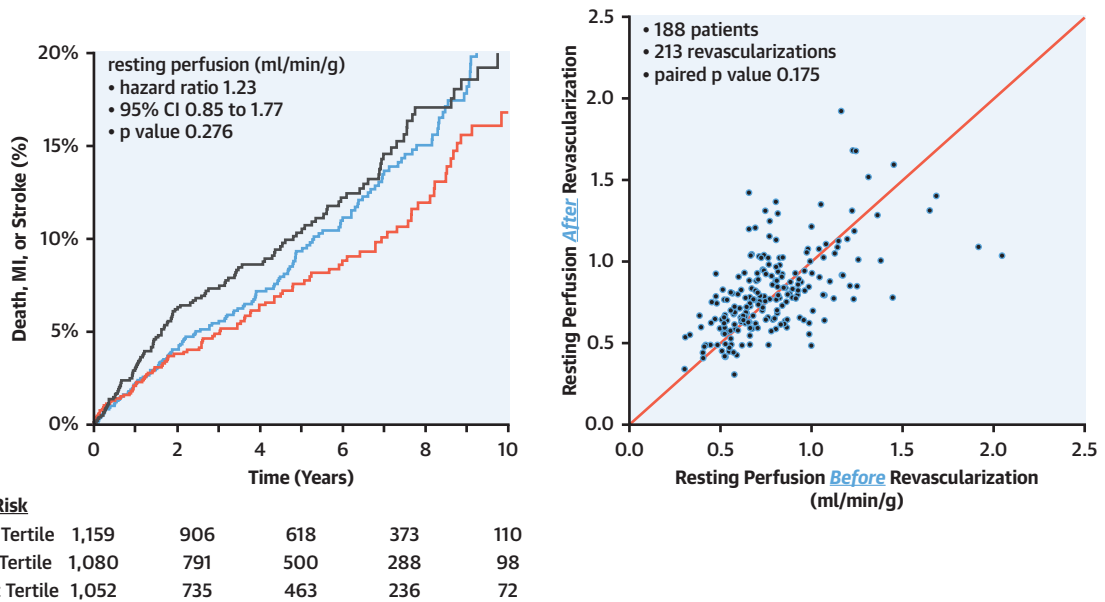 20%
15%
10%
5%
0%
Death, MI, or Stroke (%)
resting perfusion (ml/min/g)
• hazard ratio 1.23
• 95% CI 0.85 to 1.77
• p value 0.276
0 2 4 6 8 10
Time (Years)
Risk
Tertile 1,159 906 618 373 110
Tertile 1,080 791 500 288 98
Tertile 1,052 735 463 236 72
2.5
2.0
1.5
1.0
0.5
0.0
Resting Perfusion After Revascularization
• 188 patients
• 213 revascularizations
• paired p value 0.175
0.0 0.5 1.0 1.5 2.0 2.5
Resting Perfusion Before Revascularization
(ml/min/g)